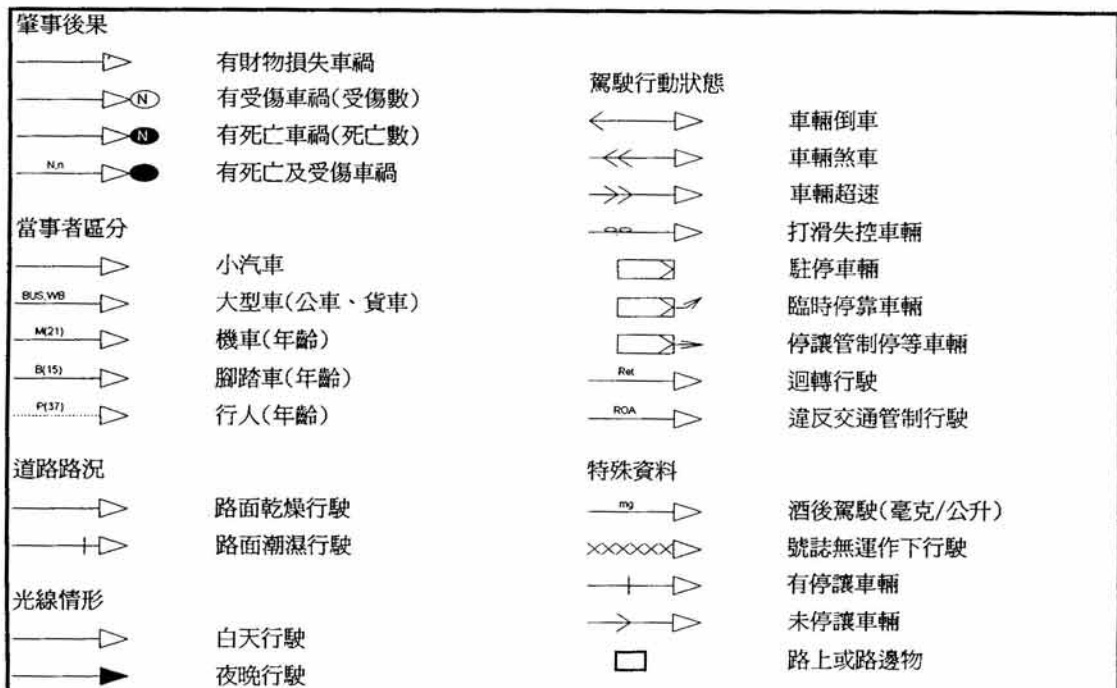 肇事後果
有財物損失車禍
N 有受傷車禍(受傷數)
N 有死亡車禍(死亡數)
N,n 有死亡及受傷車禍
當事者區分
小汽車
BUS,WB 大型車(公車、貨車)
M(21) 機車(年齡)
B(15) 腳踏車(年齡)
P(37) 行人(年齡)
道路路況
路面乾燥行駛
路面潮濕行駛
光線情形
白天行駛
夜晚行駛
駕駛行動狀態
車輛倒車
車輛煞車
車輛超速
打滑失控車輛
駐停車輛
臨時停靠車輛
停讓管制停等車輛
Ret 迴轉行駛
ROA 違反交通管制行駛
特殊資料
mg 酒後駕駛(毫克/公升)
號誌無運作下行駛
有停讓車輛
未停讓車輛
路上或路邊物